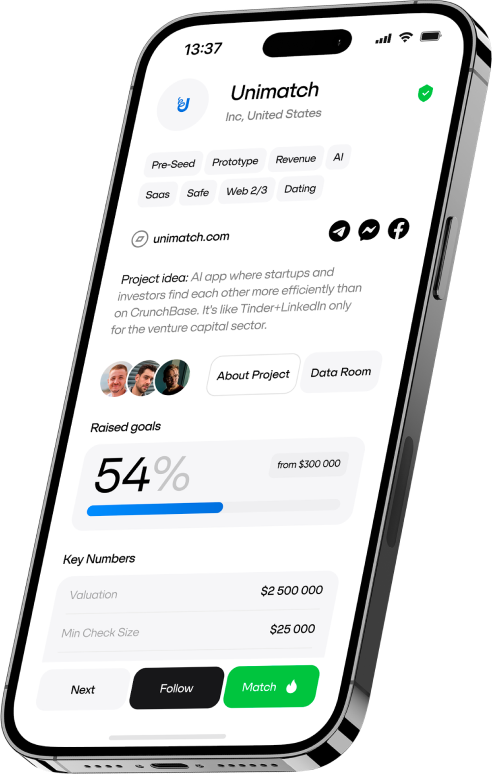 13:37
Unimatch
Inc, United States
Pre-Seed Prototype Revenue AI
Saas Safe Web 2/3 Dating
unimatch.com
Project idea: AI app where startups and
investors find each other more efficiently than
on CrunchBase. It's like Tinder+LinkedIn only
for the venture capital sector.
About Project Data Room
Raised goals
54% from $300 000
Key Numbers
Valuation $2 500 000
Min Check Size $25 000
Next Follow Match